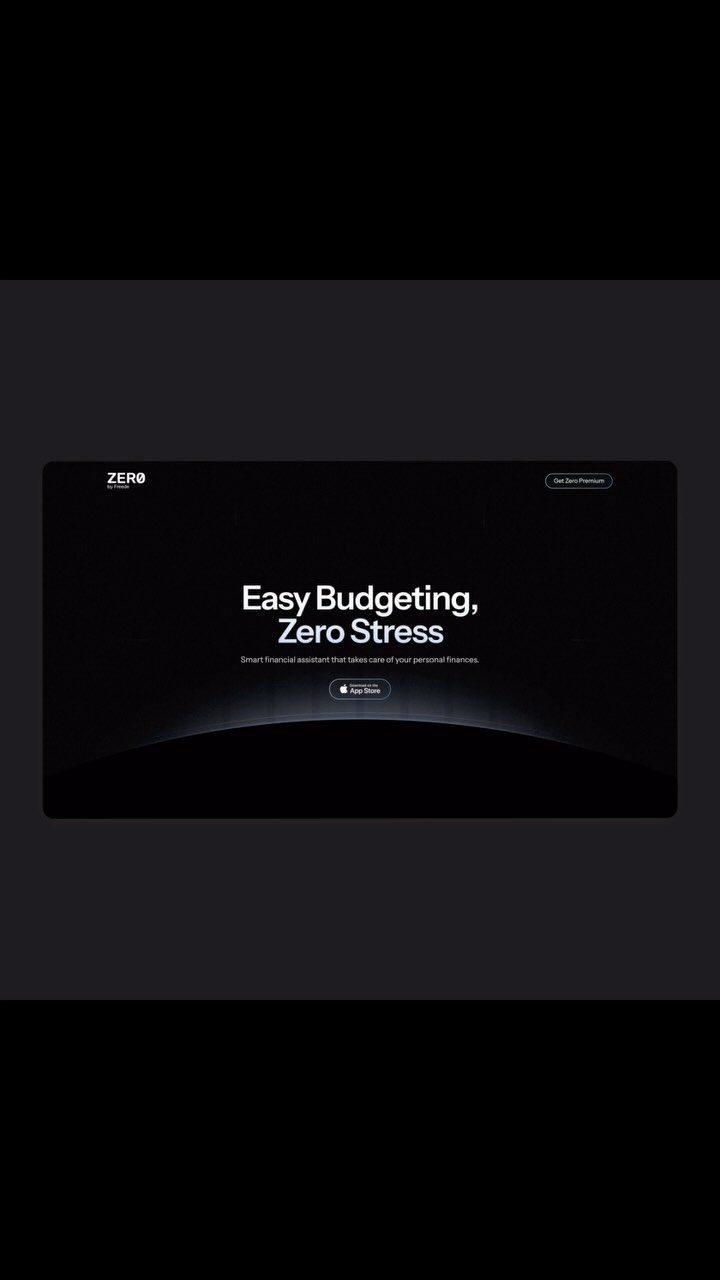 ZERØ
by Freede
Get Zero Premium
Easy Budgeting,
Zero Stress
Smart financial assistant that takes care of your personal finances.
Download on the
App Store